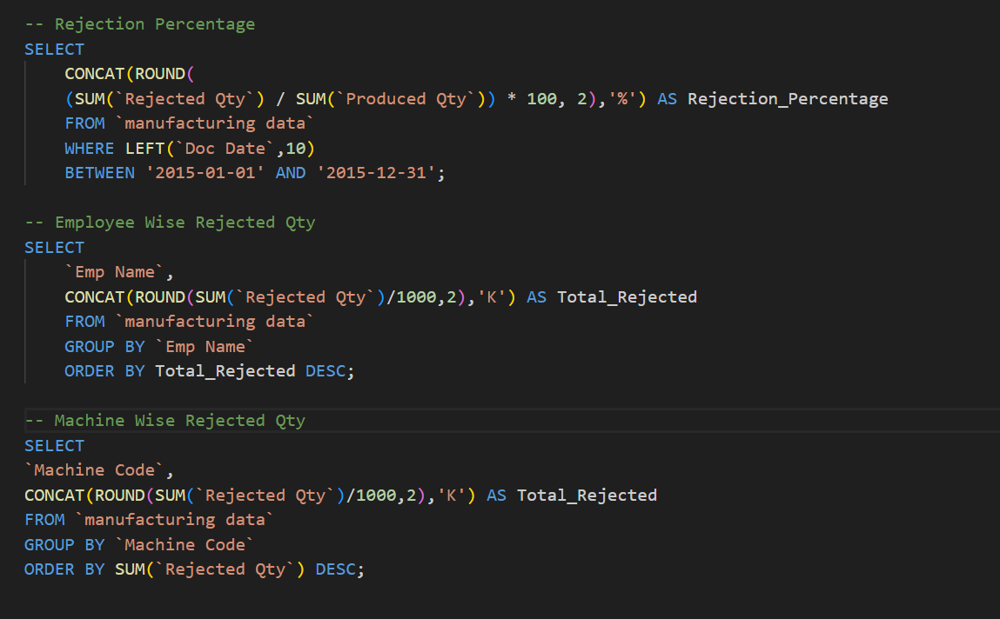 -- Rejection Percentage
SELECT
    CONCAT(ROUND(
    (SUM(`Rejected Qty`) / SUM(`Produced Qty`)) * 100, 2),'%') AS Rejection_Percentage
    FROM `manufacturing data`
    WHERE LEFT(`Doc Date`,10)
    BETWEEN '2015-01-01' AND '2015-12-31';

-- Employee Wise Rejected Qty
SELECT
    `Emp Name`,
    CONCAT(ROUND(SUM(`Rejected Qty`)/1000,2),'K') AS Total_Rejected
    FROM `manufacturing data`
    GROUP BY `Emp Name`
    ORDER BY Total_Rejected DESC;

-- Machine Wise Rejected Qty
SELECT
`Machine Code`,
CONCAT(ROUND(SUM(`Rejected Qty`)/1000,2),'K') AS Total_Rejected
FROM `manufacturing data`
GROUP BY `Machine Code`
ORDER BY SUM(`Rejected Qty`) DESC;